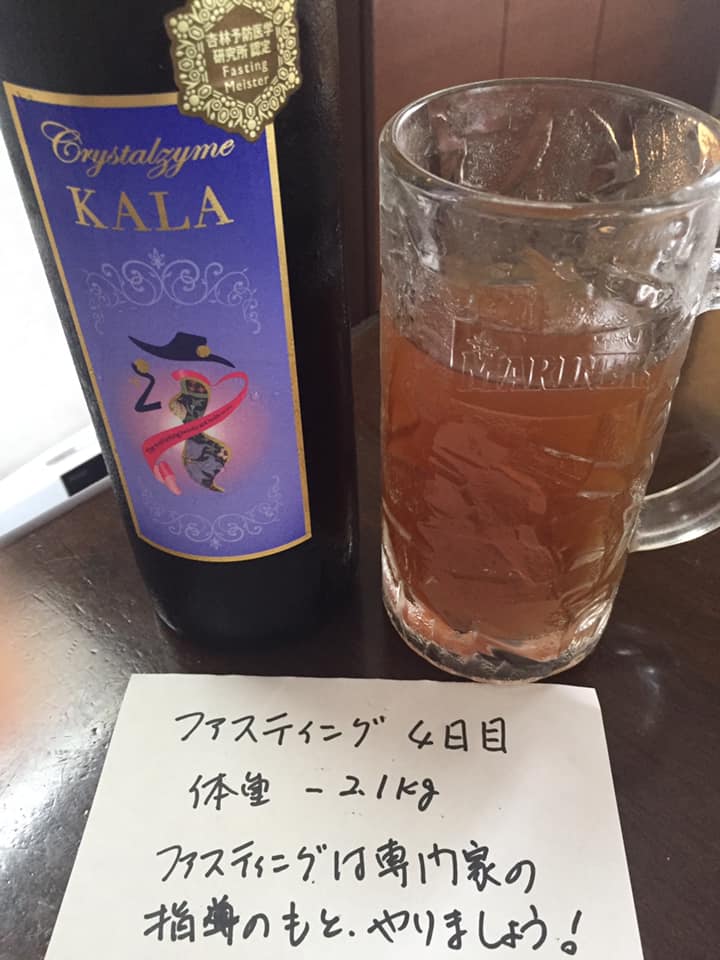 杏林予防医学
研究所 認定
Fasting
Meister
Crystalzyme
KALA
MARINER
ファスティング 4日目
体重 -2.1kg
ファスティングは専門家の
指導のもと、やりましょう!